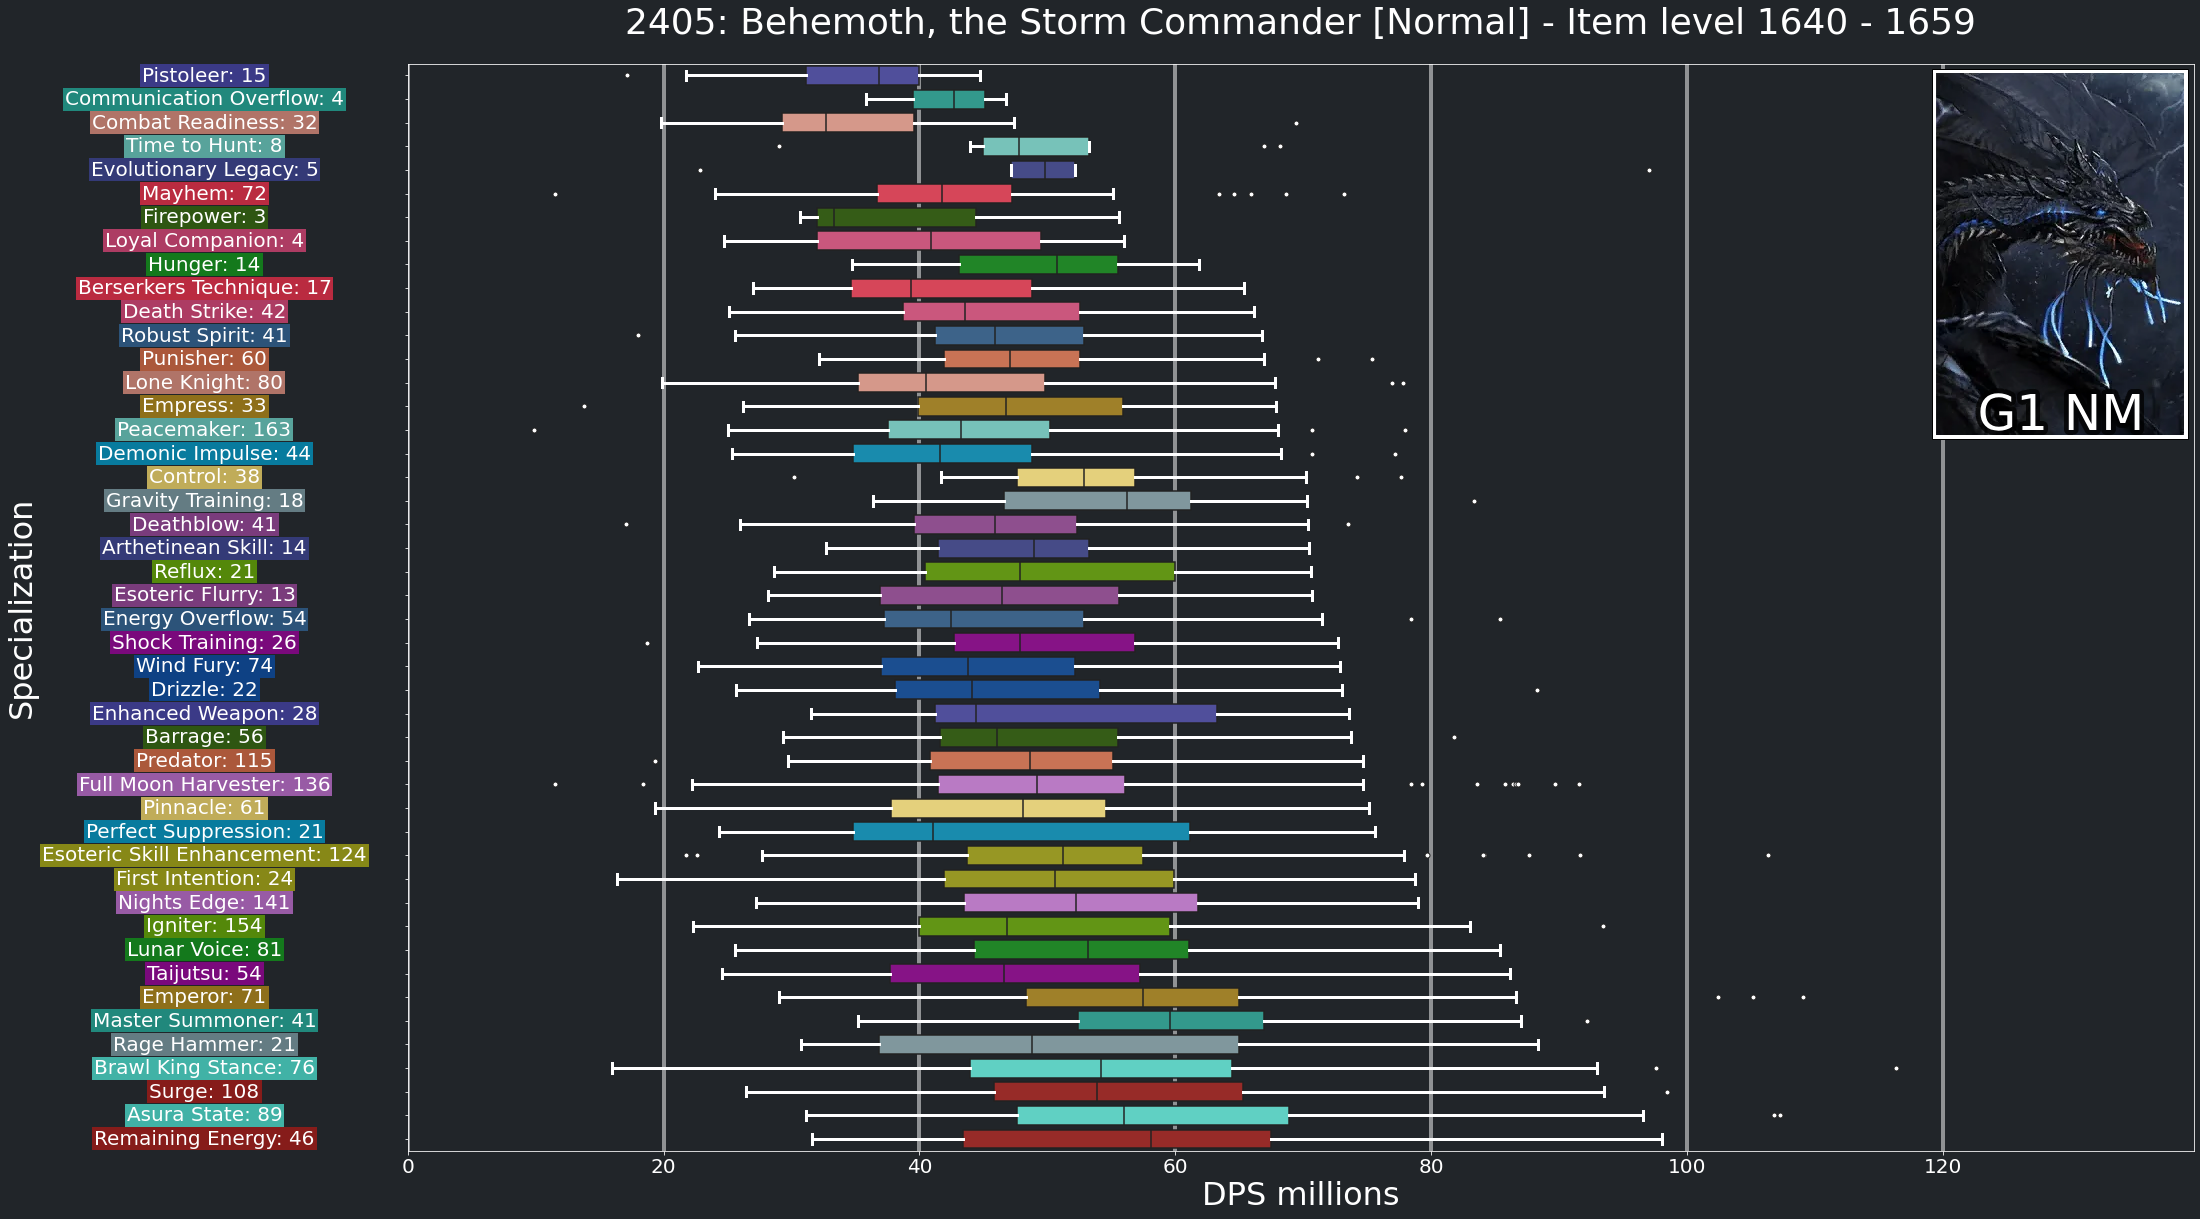 2405: Behemoth, the Storm Commander [Normal] - Item level 1640 - 1659
Pistoleer: 15
Communication Overflow: 4
Combat Readiness: 32
Time to Hunt: 8
Evolutionary Legacy: 5
Mayhem: 72
Firepower: 3
Loyal Companion: 4
Hunger: 14
Berserkers Technique: 17
Death Strike: 42
Robust Spirit: 41
Punisher: 60
Lone Knight: 80
Empress: 33
Peacemaker: 163
Demonic Impulse: 44
Control: 38
Gravity Training: 18
Deathblow: 41
Arthetinean Skill: 14
Reflux: 21
Esoteric Flurry: 13
Energy Overflow: 54
Shock Training: 26
Wind Fury: 74
Drizzle: 22
Enhanced Weapon: 28
Barrage: 56
Predator: 115
Full Moon Harvester: 136
Pinnacle: 61
Perfect Suppression: 21
Esoteric Skill Enhancement: 124
First Intention: 24
Nights Edge: 141
Igniter: 154
Lunar Voice: 81
Taijutsu: 54
Emperor: 71
Master Summoner: 41
Rage Hammer: 21
Brawl King Stance: 76
Surge: 108
Asura State: 89
Remaining Energy: 46
Specialization
G1 NM
0 20 40 60 80 100 120
DPS millions